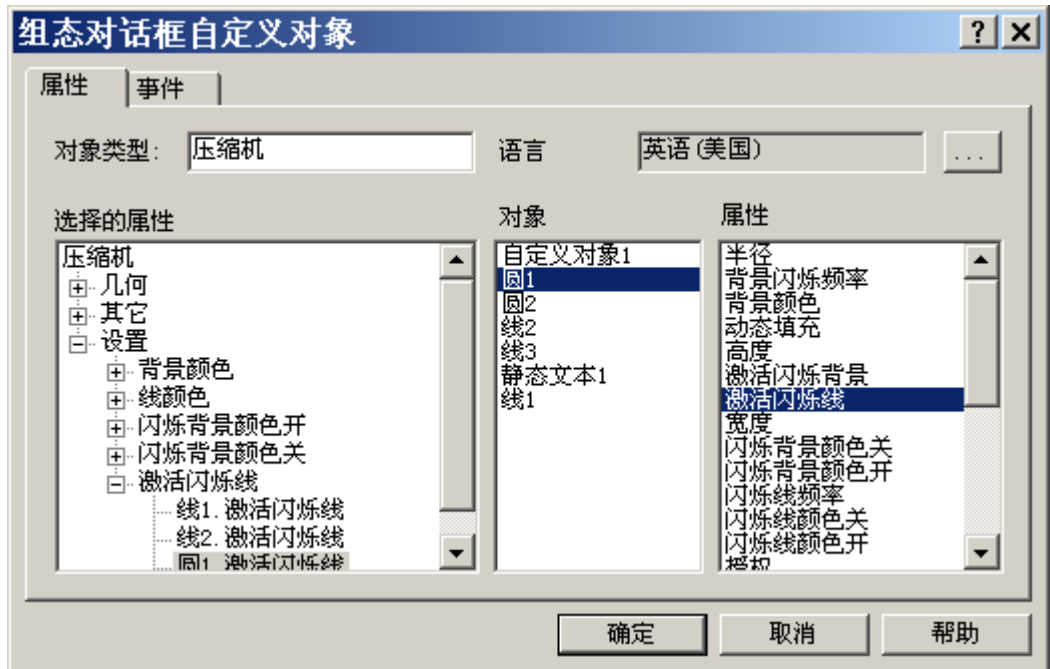 组态对话框自定义对象
属性 事件
对象类型: 压缩机 语言 英语(美国) ...
选择的属性
压缩机
几何
其它
设置
背景颜色
线颜色
闪烁背景颜色开
闪烁背景颜色关
激活闪烁线
线1.激活闪烁线
线2.激活闪烁线
圆1.激活闪烁线
对象
自定义对象1
圆1
圆2
线2
线3
静态文本1
线1
属性
半径
背景闪烁频率
背景颜色
动态填充
高度
激活闪烁背景
激活闪烁线
宽度
闪烁背景颜色关
闪烁背景颜色开
闪烁线频率
闪烁线颜色关
闪烁线颜色开
授权
确定 取消 帮助